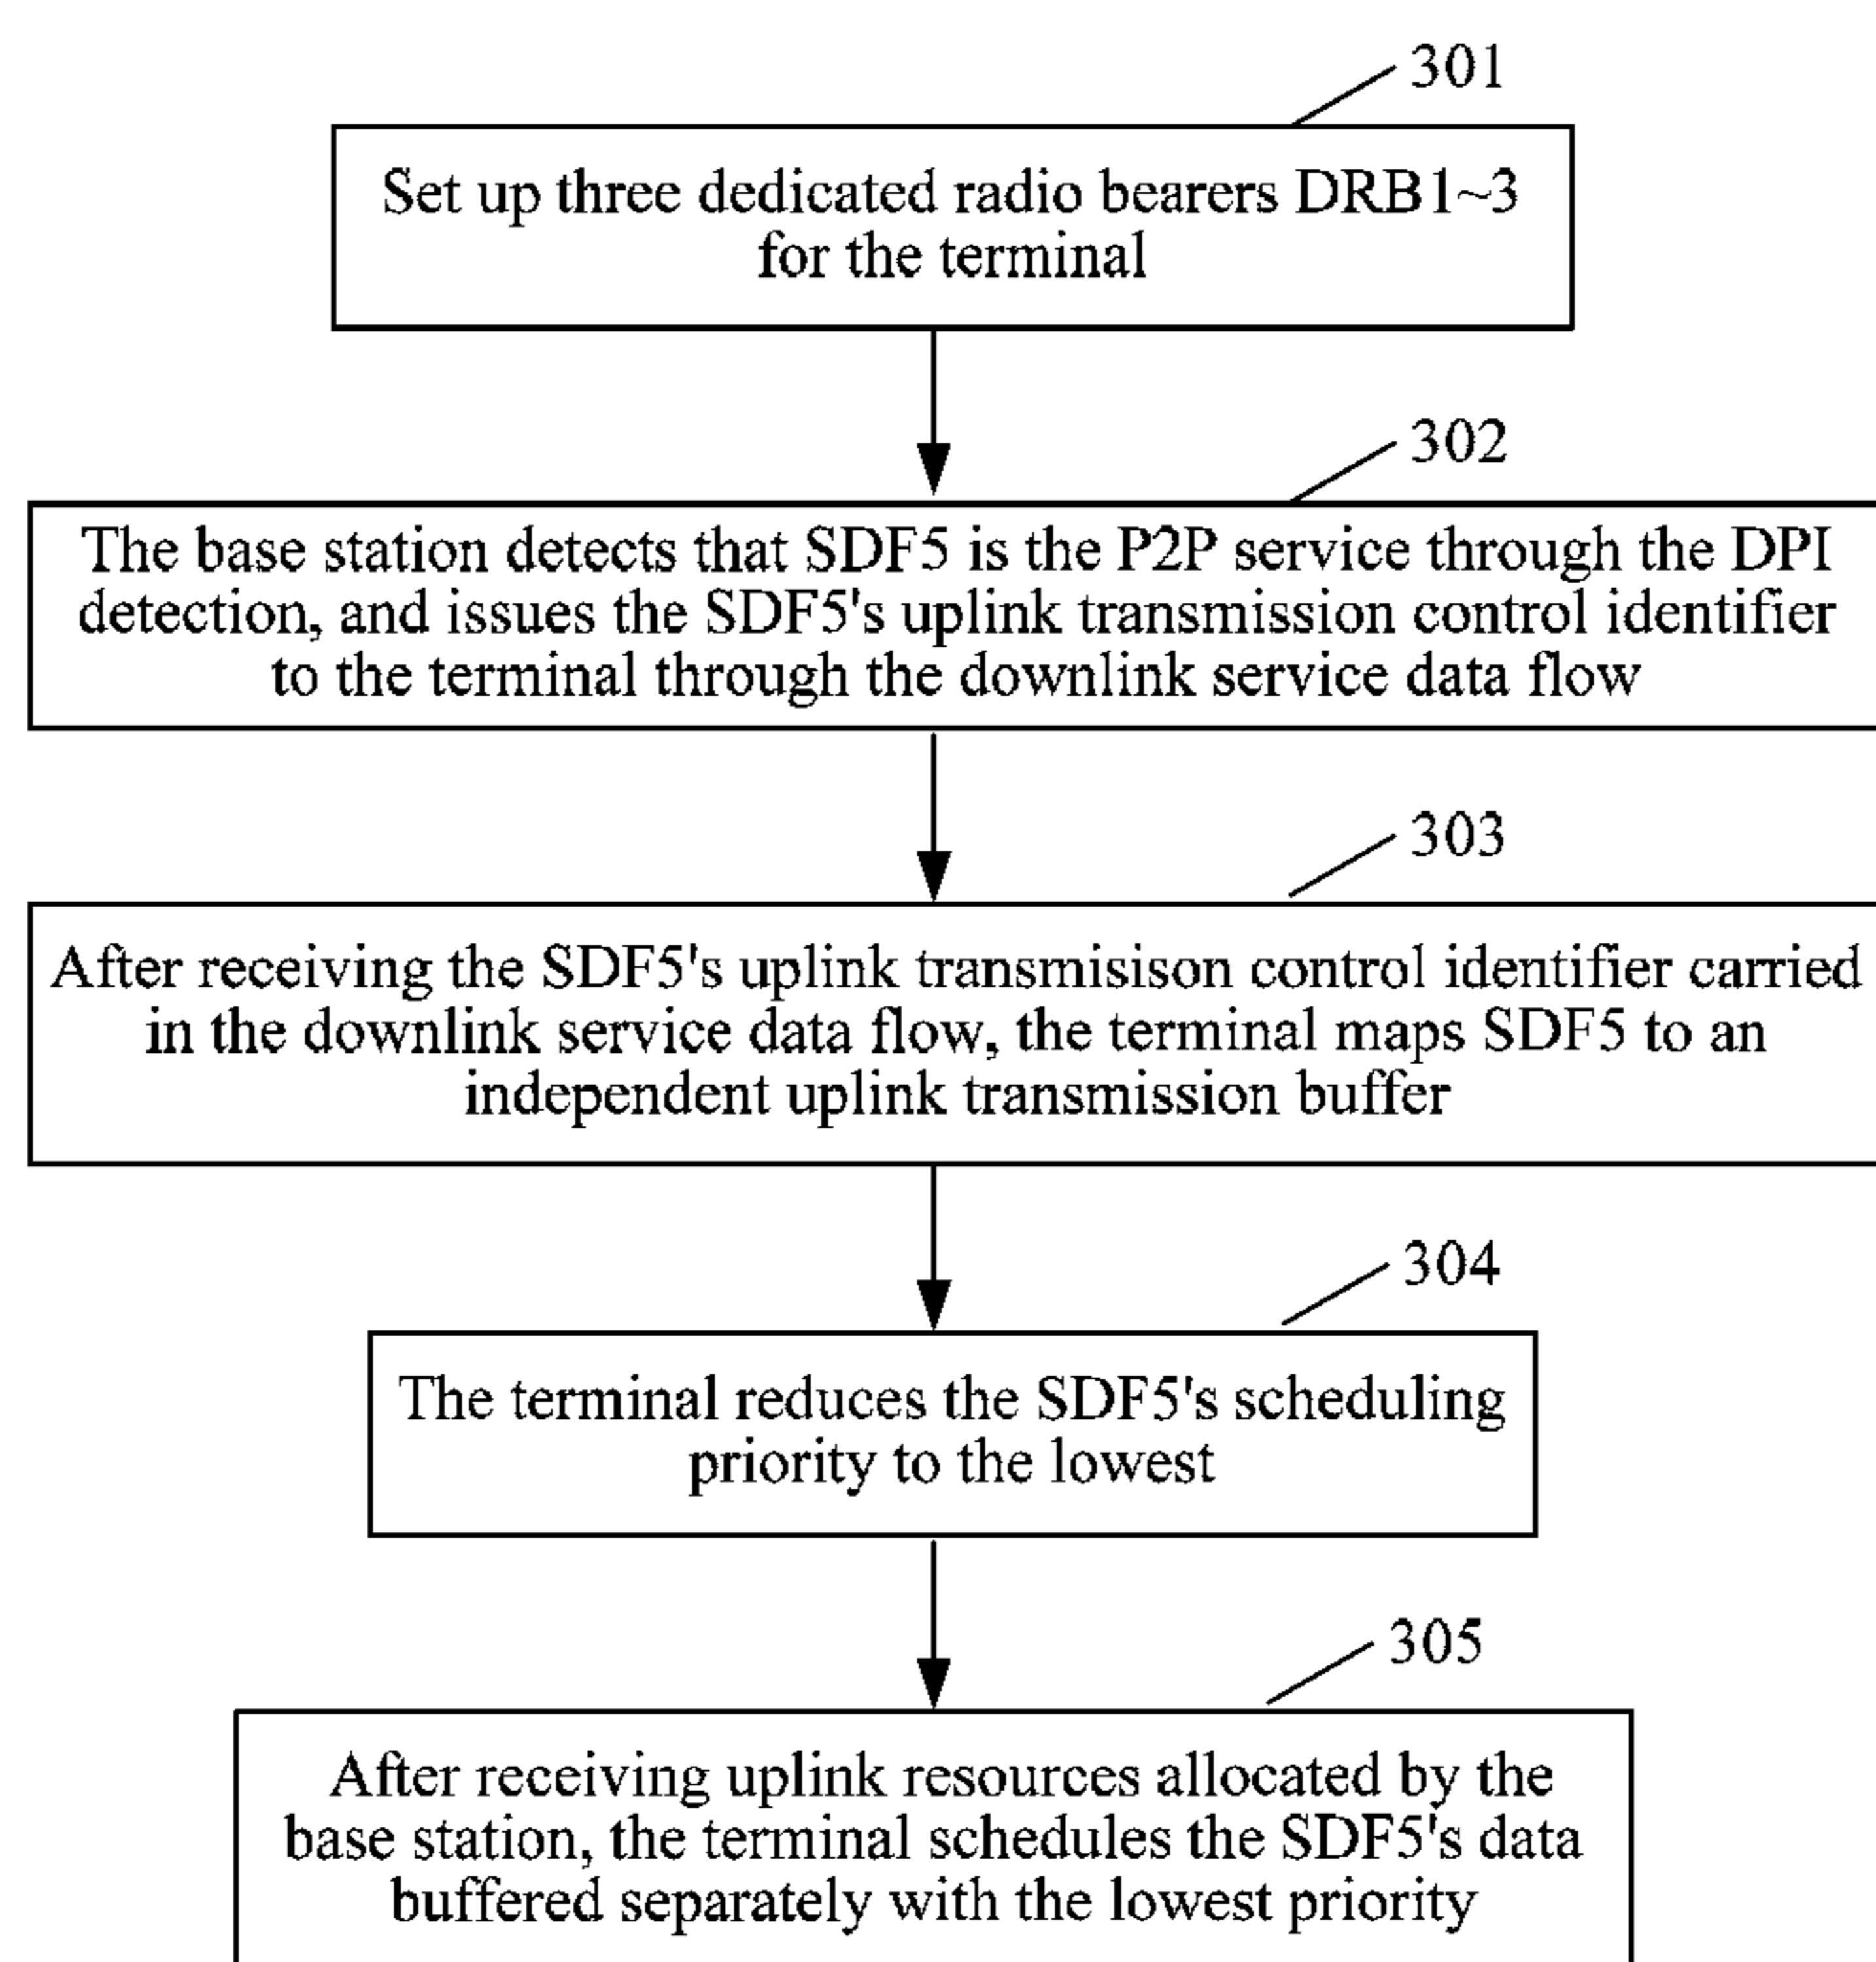 301
Set up three dedicated radio bearers DRB1~3
for the terminal
302
The base station detects that SDF5 is the P2P service through the DPI
detection, and issues the SDF5's uplink transmission control identifier
to the terminal through the downlink service data flow
303
After receiving the SDF5's uplink transmisison control identifier carried
in the downlink service data flow, the terminal maps SDF5 to an
independent uplink transmission buffer
304
The terminal reduces the SDF5's scheduling
priority to the lowest
305
After receiving uplink resources allocated by the
base station, the terminal schedules the SDF5's data
buffered separately with the lowest priority